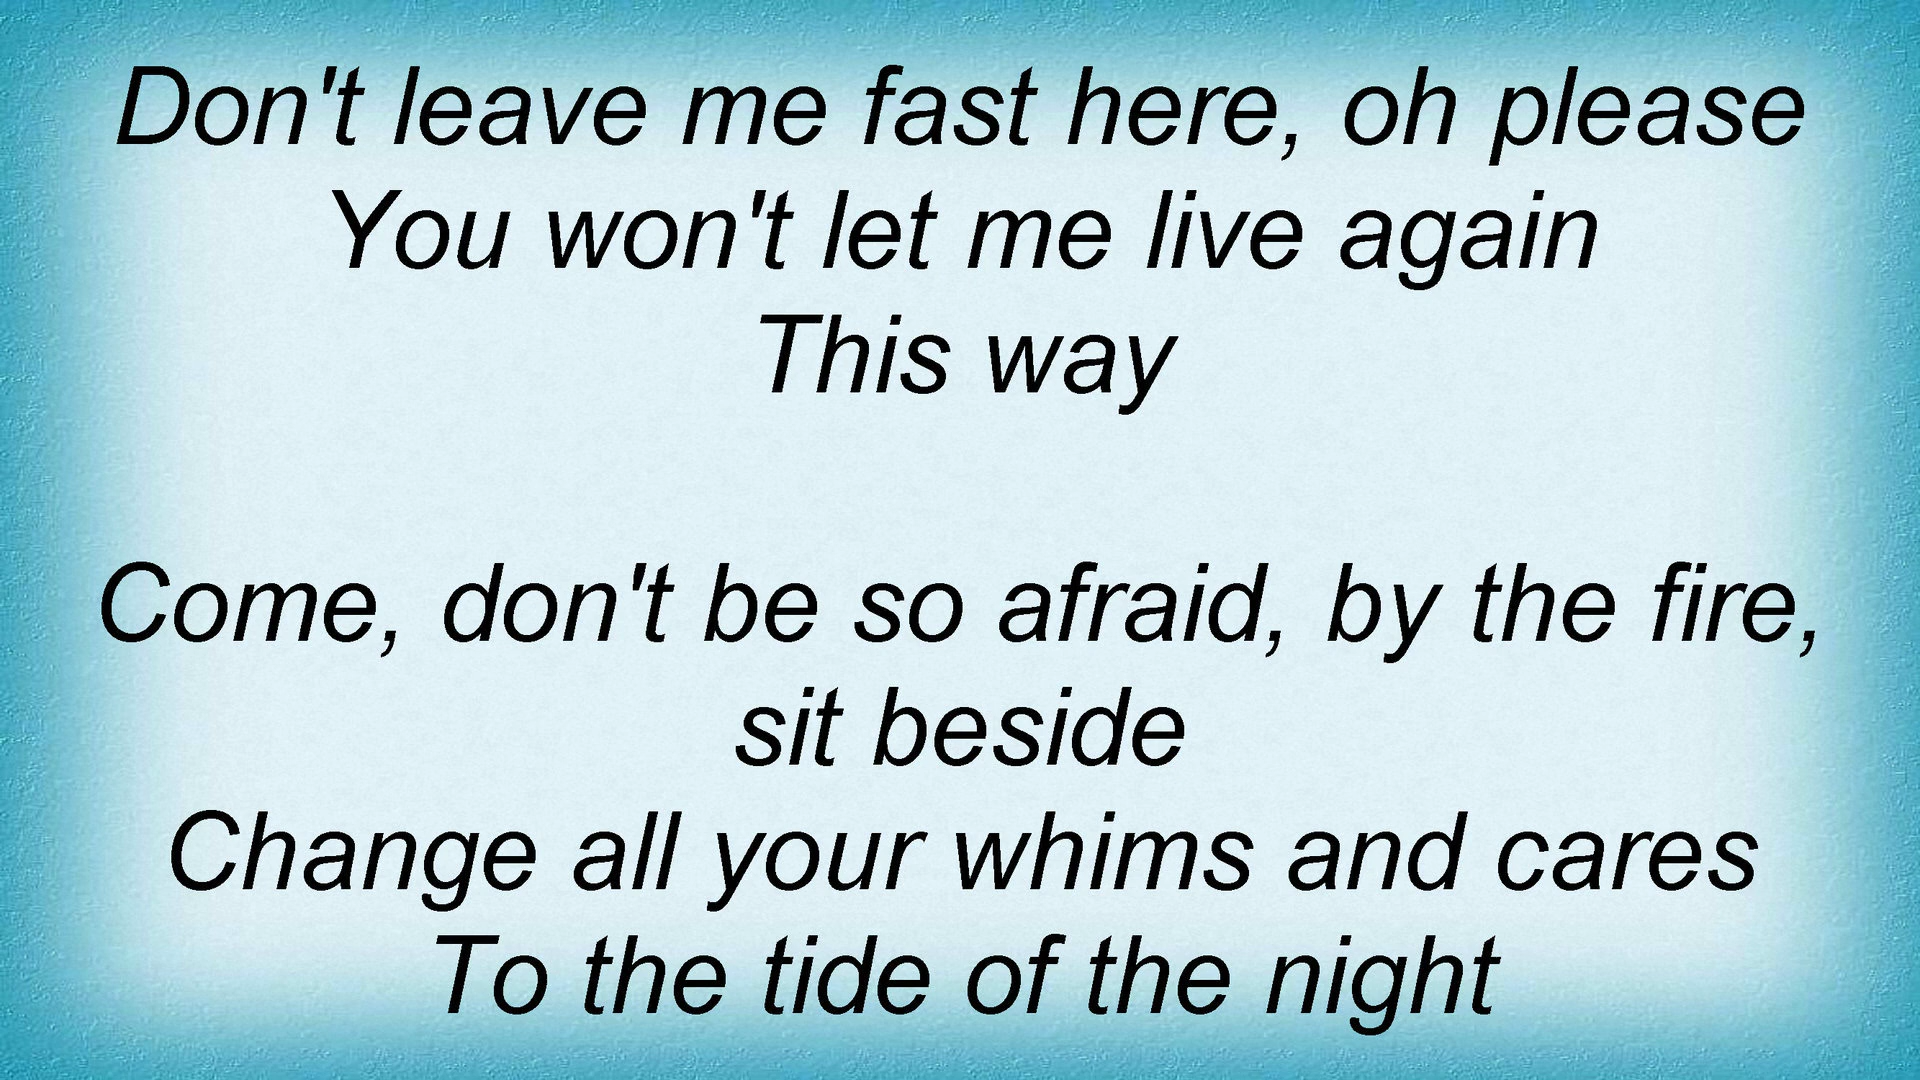 Don't leave me fast here, oh please
You won't let me live again
This way
Come, don't be so afraid, by the fire,
sit beside
Change all your whims and cares
To the tide of the night